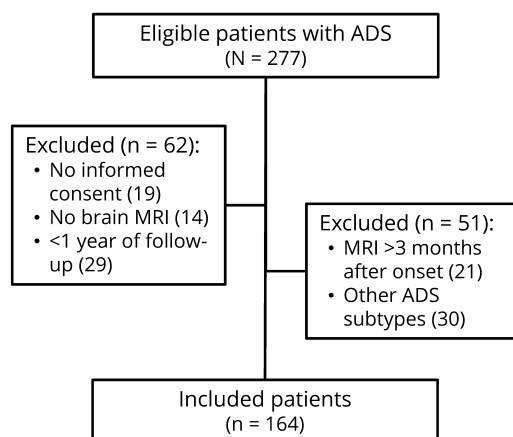 Eligible patients with ADS
(N = 277)
Excluded (n = 62):
• No informed
consent (19)
• No brain MRI (14)
• <1 year of follow-
up (29)
Excluded (n = 51):
• MRI >3 months
after onset (21)
• Other ADS
subtypes (30)
Included patients
(n = 164)